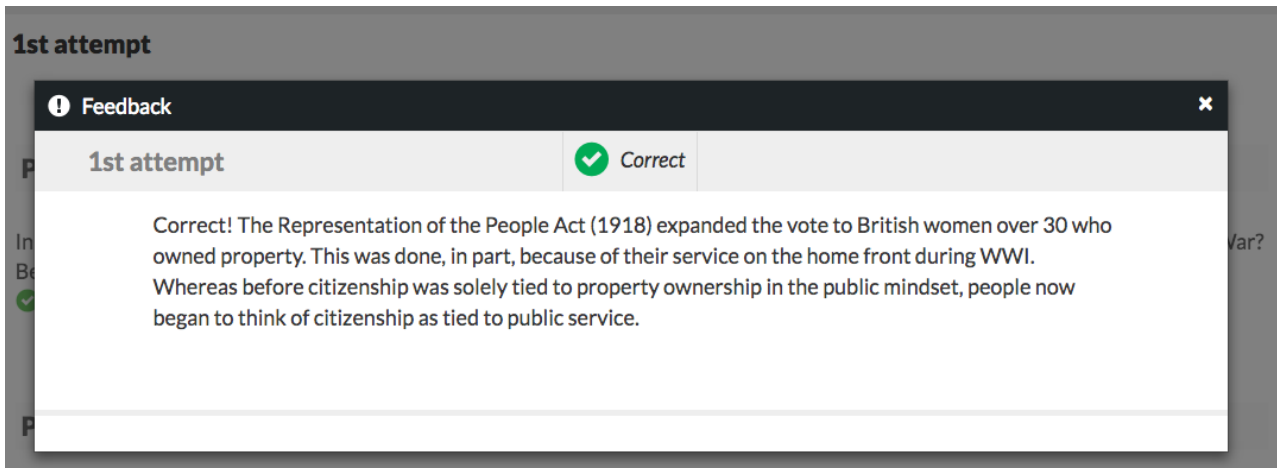 1st attempt
Feedback
1st attempt
Correct
Correct! The Representation of the People Act (1918) expanded the vote to British women over 30 who
owned property. This was done, in part, because of their service on the home front during WWI.
Whereas before citizenship was solely tied to property ownership in the public mindset, people now
began to think of citizenship as tied to public service.